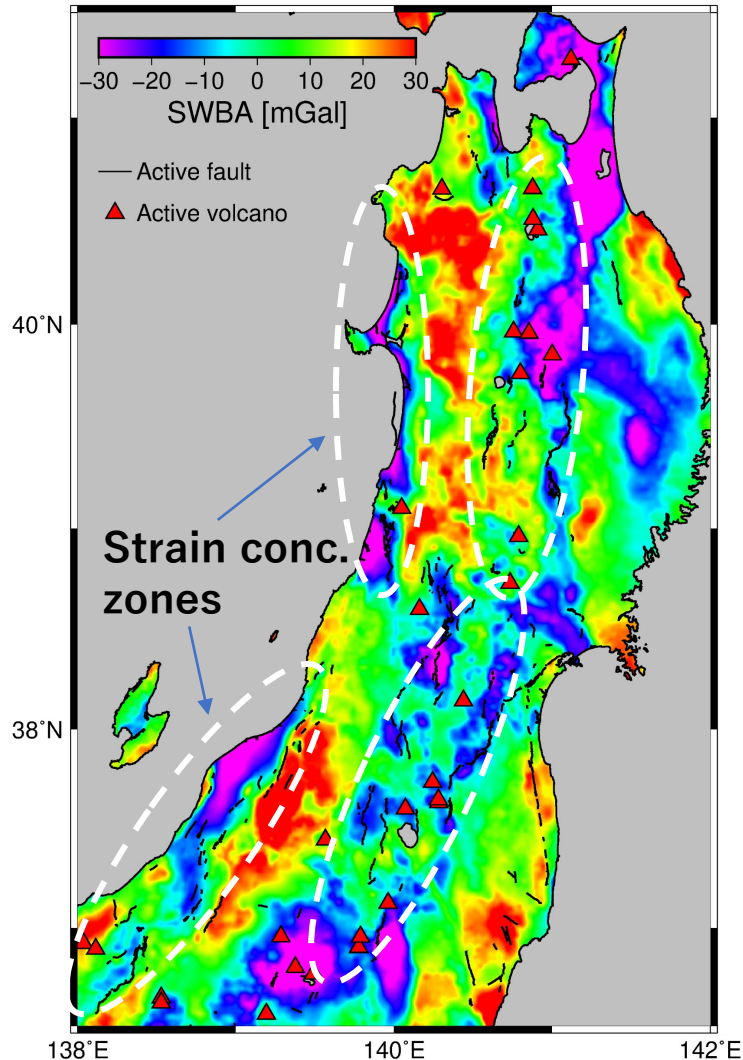 −30 −20 −10 0 10 20 30
SWBA [mGal]
Active fault
Active volcano
40˚N
Strain conc.
zones
38˚N
138˚E 140˚E 142˚E